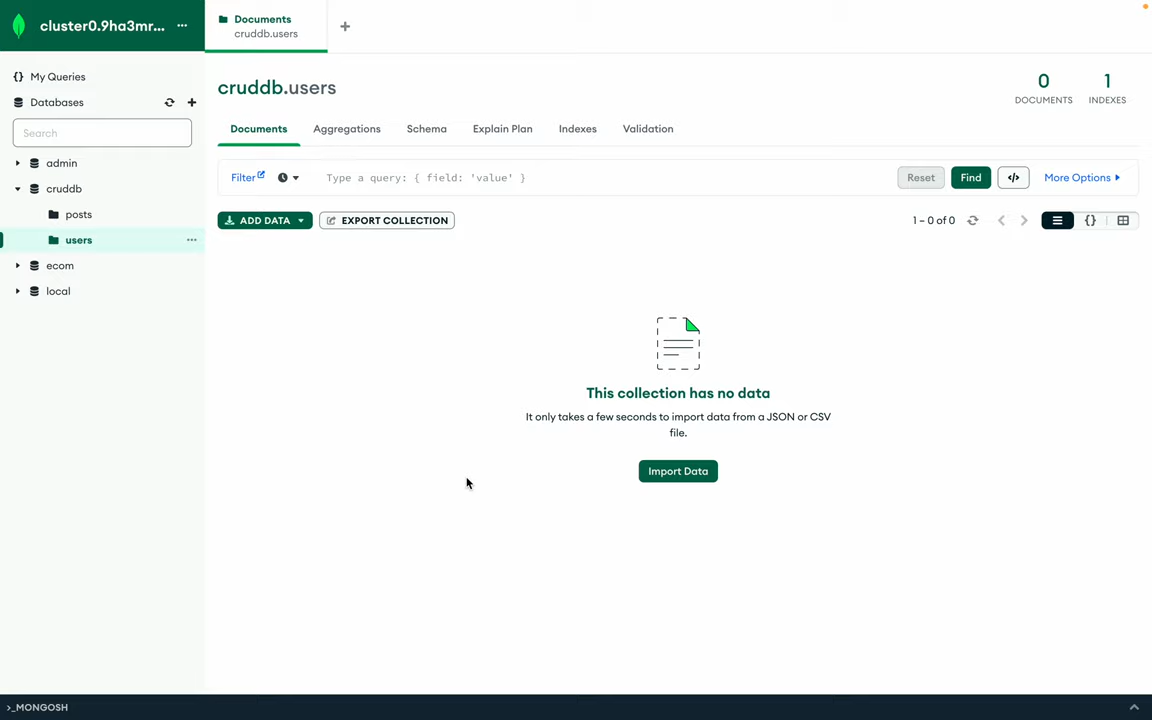 cluster0.9ha3mr... ...
Documents
cruddb.users
+
{} My Queries
Databases
Search
admin
cruddb
posts
users ...
ecom
local
cruddb.users
0
DOCUMENTS
1
INDEXES
Documents Aggregations Schema Explain Plan Indexes Validation
Filter Type a query: { field: 'value' } Reset Find </> More Options
ADD DATA EXPORT COLLECTION 1 – 0 of 0 {}
This collection has no data
It only takes a few seconds to import data from a JSON or CSV
file.
Import Data
>_MONGOSH